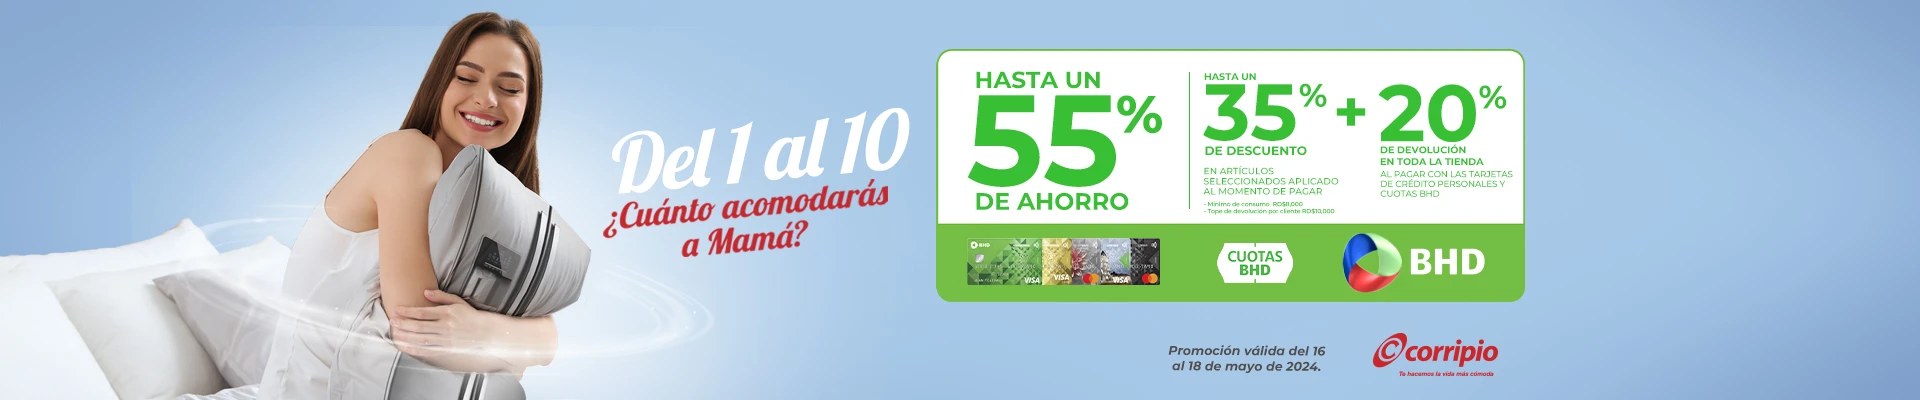 Del 1 al 10
¿Cuánto acomodarás
a Mamá?
HASTA UN
55%
DE AHORRO
HASTA UN
35%
DE DESCUENTO
EN ARTÍCULOS
SELECCIONADOS APLICADO
AL MOMENTO DE PAGAR
- Mínimo de consumo RD$8,000
- Tope de devolución por cliente RD$10,000
+
20%
DE DEVOLUCIÓN
EN TODA LA TIENDA
AL PAGAR CON LAS TARJETAS
DE CRÉDITO PERSONALES Y
CUOTAS BHD
BHD
VISA
VISA
VISA
CUOTAS
BHD
BHD
Promoción válida del 16
al 18 de mayo de 2024.
corripio
Te hacemos la vida más cómoda